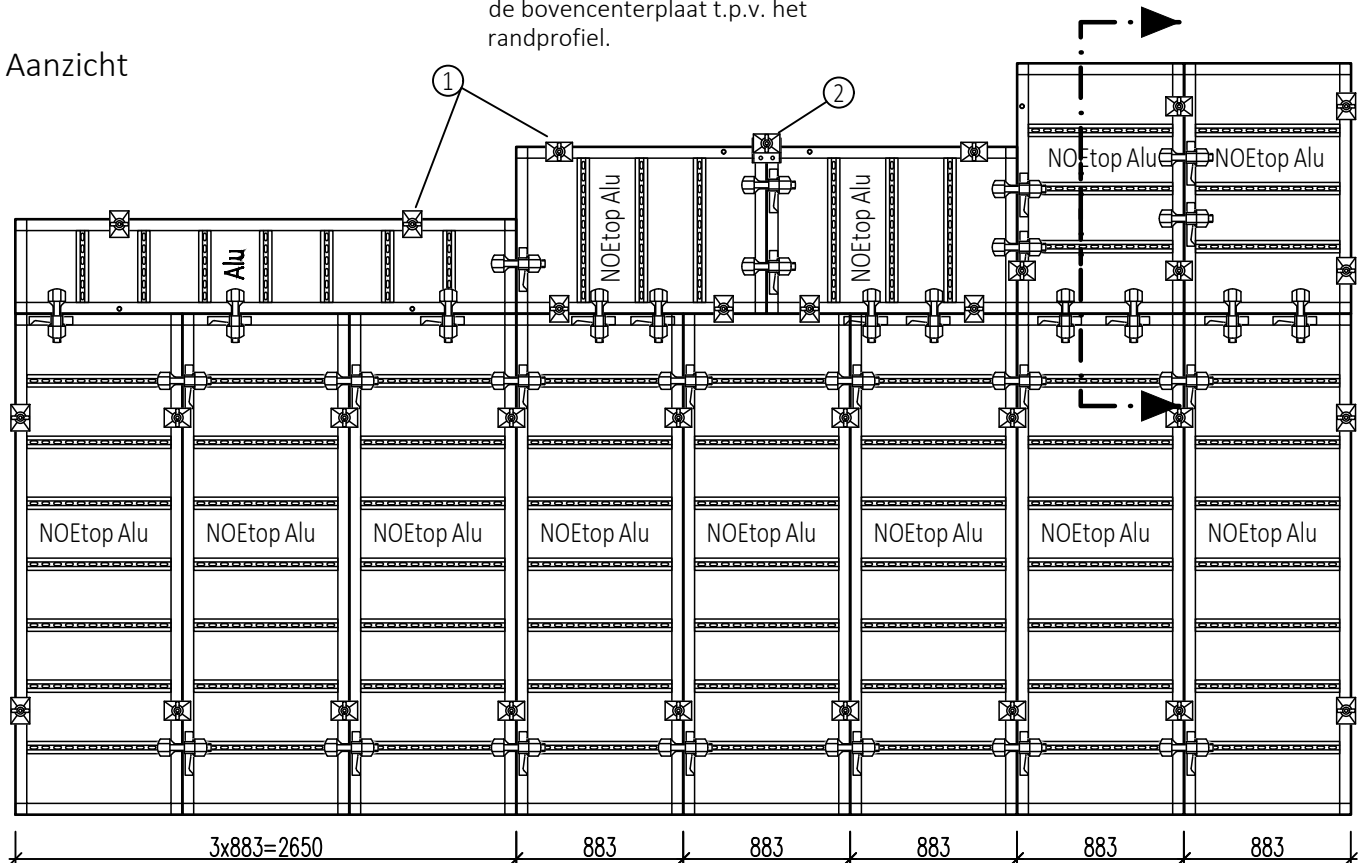 de bovencenterplaat t.p.v. het
randprofiel.
Aanzicht
1
2
NOEtop Alu
NOEtop Alu
NOEtop Alu
NOEtop Alu
Alu
NOEtop Alu
NOEtop Alu
NOEtop Alu
NOEtop Alu
NOEtop Alu
NOEtop Alu
NOEtop Alu
NOEtop Alu
3x883=2650
883
883
883
883
883